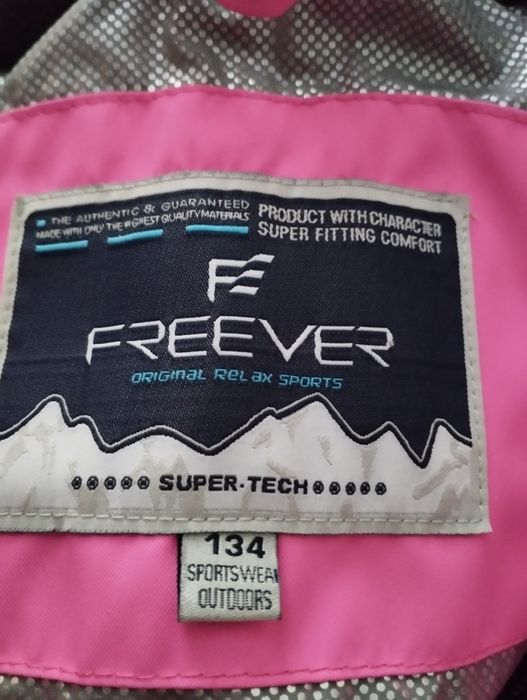 THE AUTHENTIC & GUARANTEED
MADE WITH ONLY THE HIGHEST QUALITY MATERIALS
PRODUCT WITH CHARACTER
SUPER FITTING COMFORT
FREEVER
ORIGINAL RELAX SPORTS
SUPER-TECH
134
SPORTSWEAR
OUTDOORS